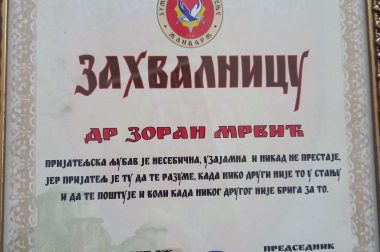 ЖАНДАРМ
ЗАХВАЛНИЦУ
ДР ЗОРАН МРВИЋ
ПРИЈАТЕЉСКА ЉУБАВ ЈЕ НЕСЕБИЧНА, УЗАЈАМНА И НИКАД НЕ ПРЕСТАЈЕ,
ЈЕР ПРИЈАТЕЉ ЈЕ ТУ ДА ТЕ РАЗУМЕ, КАДА НИКО ДРУГИ НИЈЕ ТО У СТАЊУ
И ДА ТЕ ПОШТУЈЕ И ВОЛИ КАДА НИКОГ ДРУГОГ НИЈЕ БРИГА ЗА ТО.
ПРЕДСЕДНИК